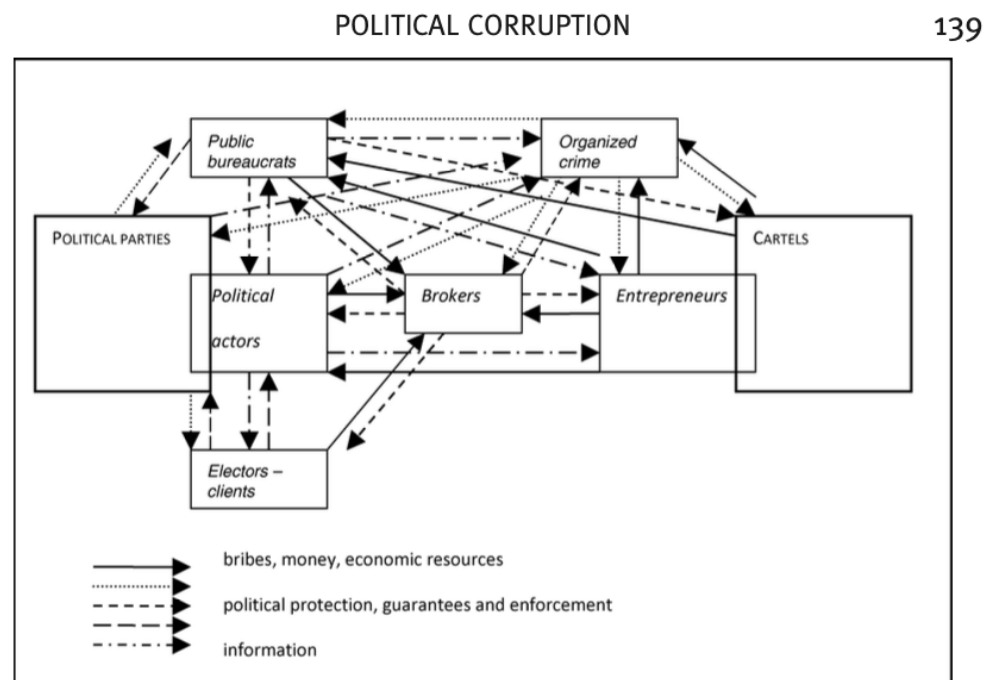 POLITICAL CORRUPTION 139
Public
bureaucrats
Organized
crime
POLITICAL PARTIES
CARTELS
Political
actors
Brokers
Entrepreneurs
Electors –
clients
bribes, money, economic resources
political protection, guarantees and enforcement
information